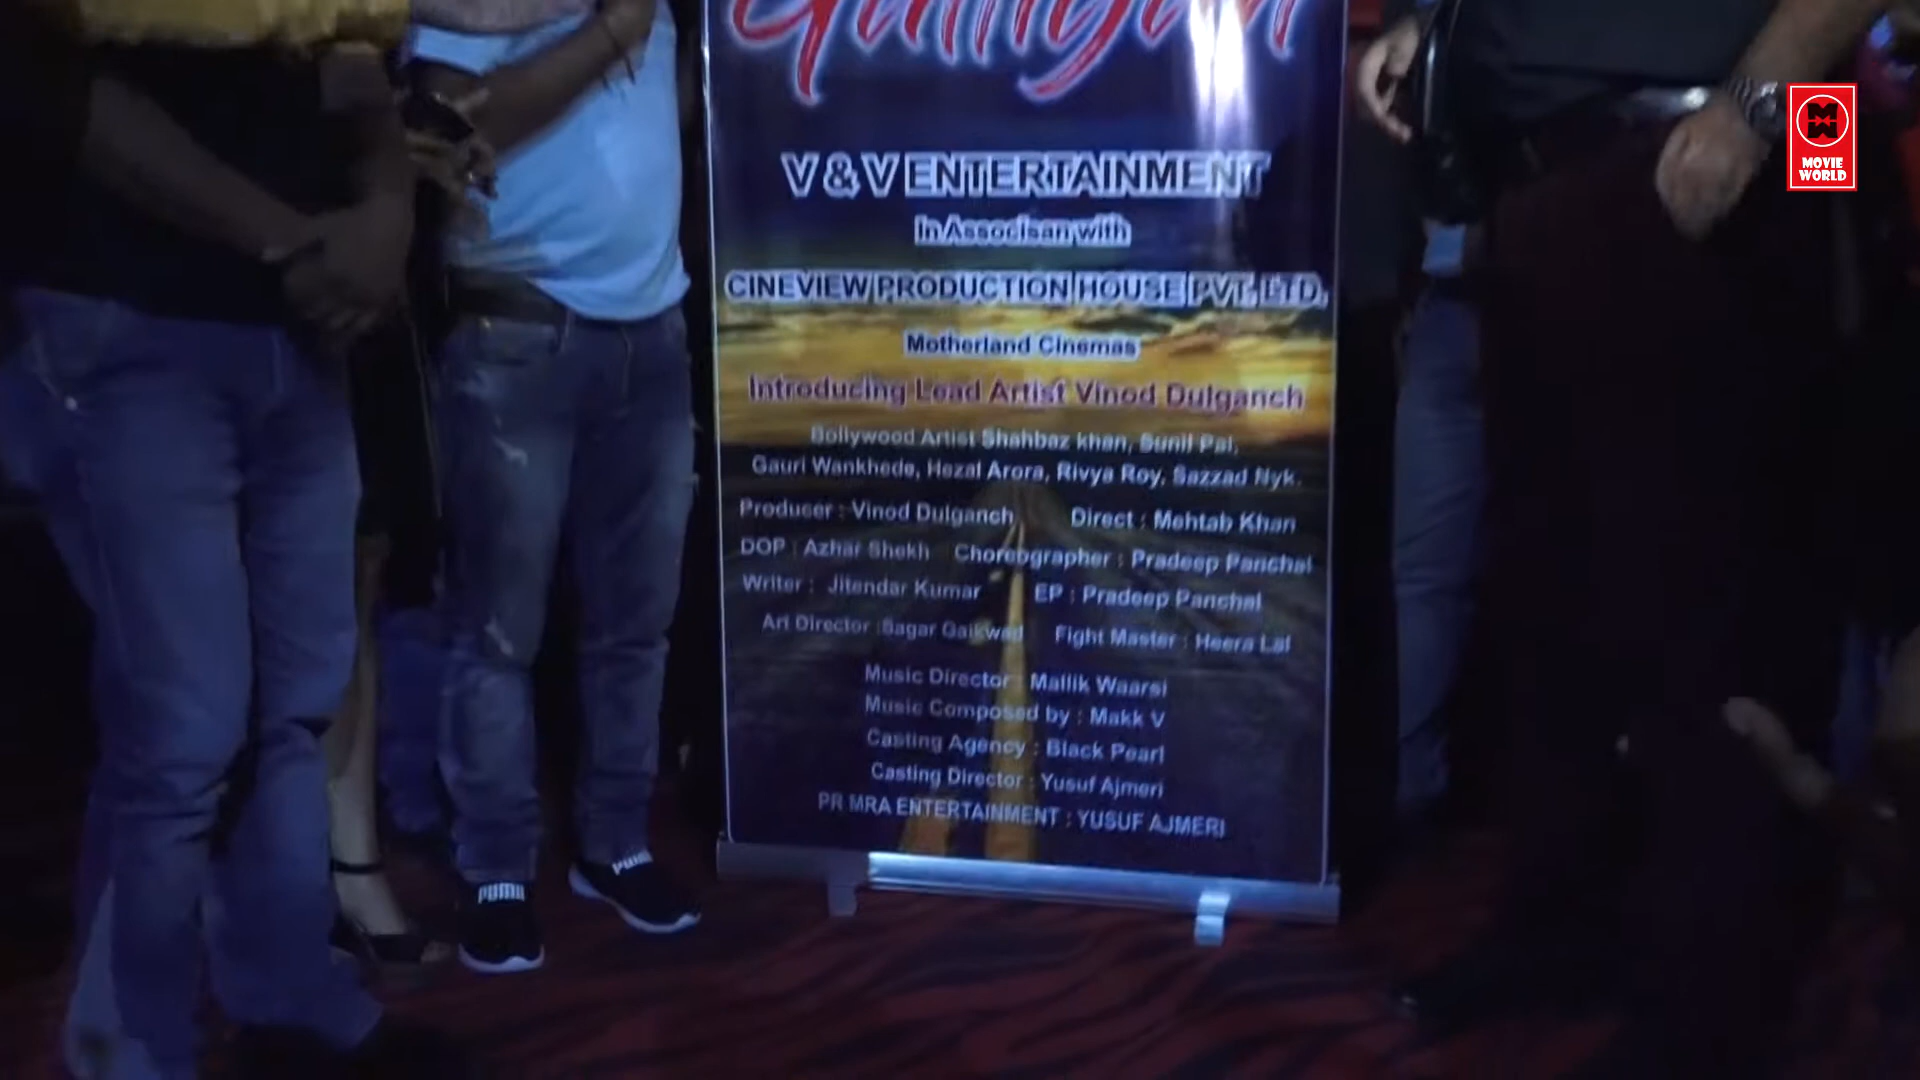 V & V ENTERTAINMENT
In Associsan with
CINEVIEW PRODUCTION HOUSE PVT. LTD.
Motherland Cinemas
Introducing Lead Artist Vinod Dulganch
Bollywood Artist Shahbaz khan, Sunil Pal,
Gauri Wankhede, Hezal Arora, Rivya Roy, Sazzad Nyk.
Producer : Vinod Dulganch Direct : Mehtab Khan
DOP : Azhar Shekh Choreographer : Pradeep Panchal
Writer : Jitendar Kumar EP : Pradeep Panchal
Art Director : Sagar Gaikwad Fight Master : Heera Lal
Music Director : Mallik Waarsi
Music Composed by : Makk V
Casting Agency : Black Pearl
Casting Director : Yusuf Ajmeri
PR MRA ENTERTAINMENT : YUSUF AJMERI
PUMA
PUMA
MOVIE
WORLD